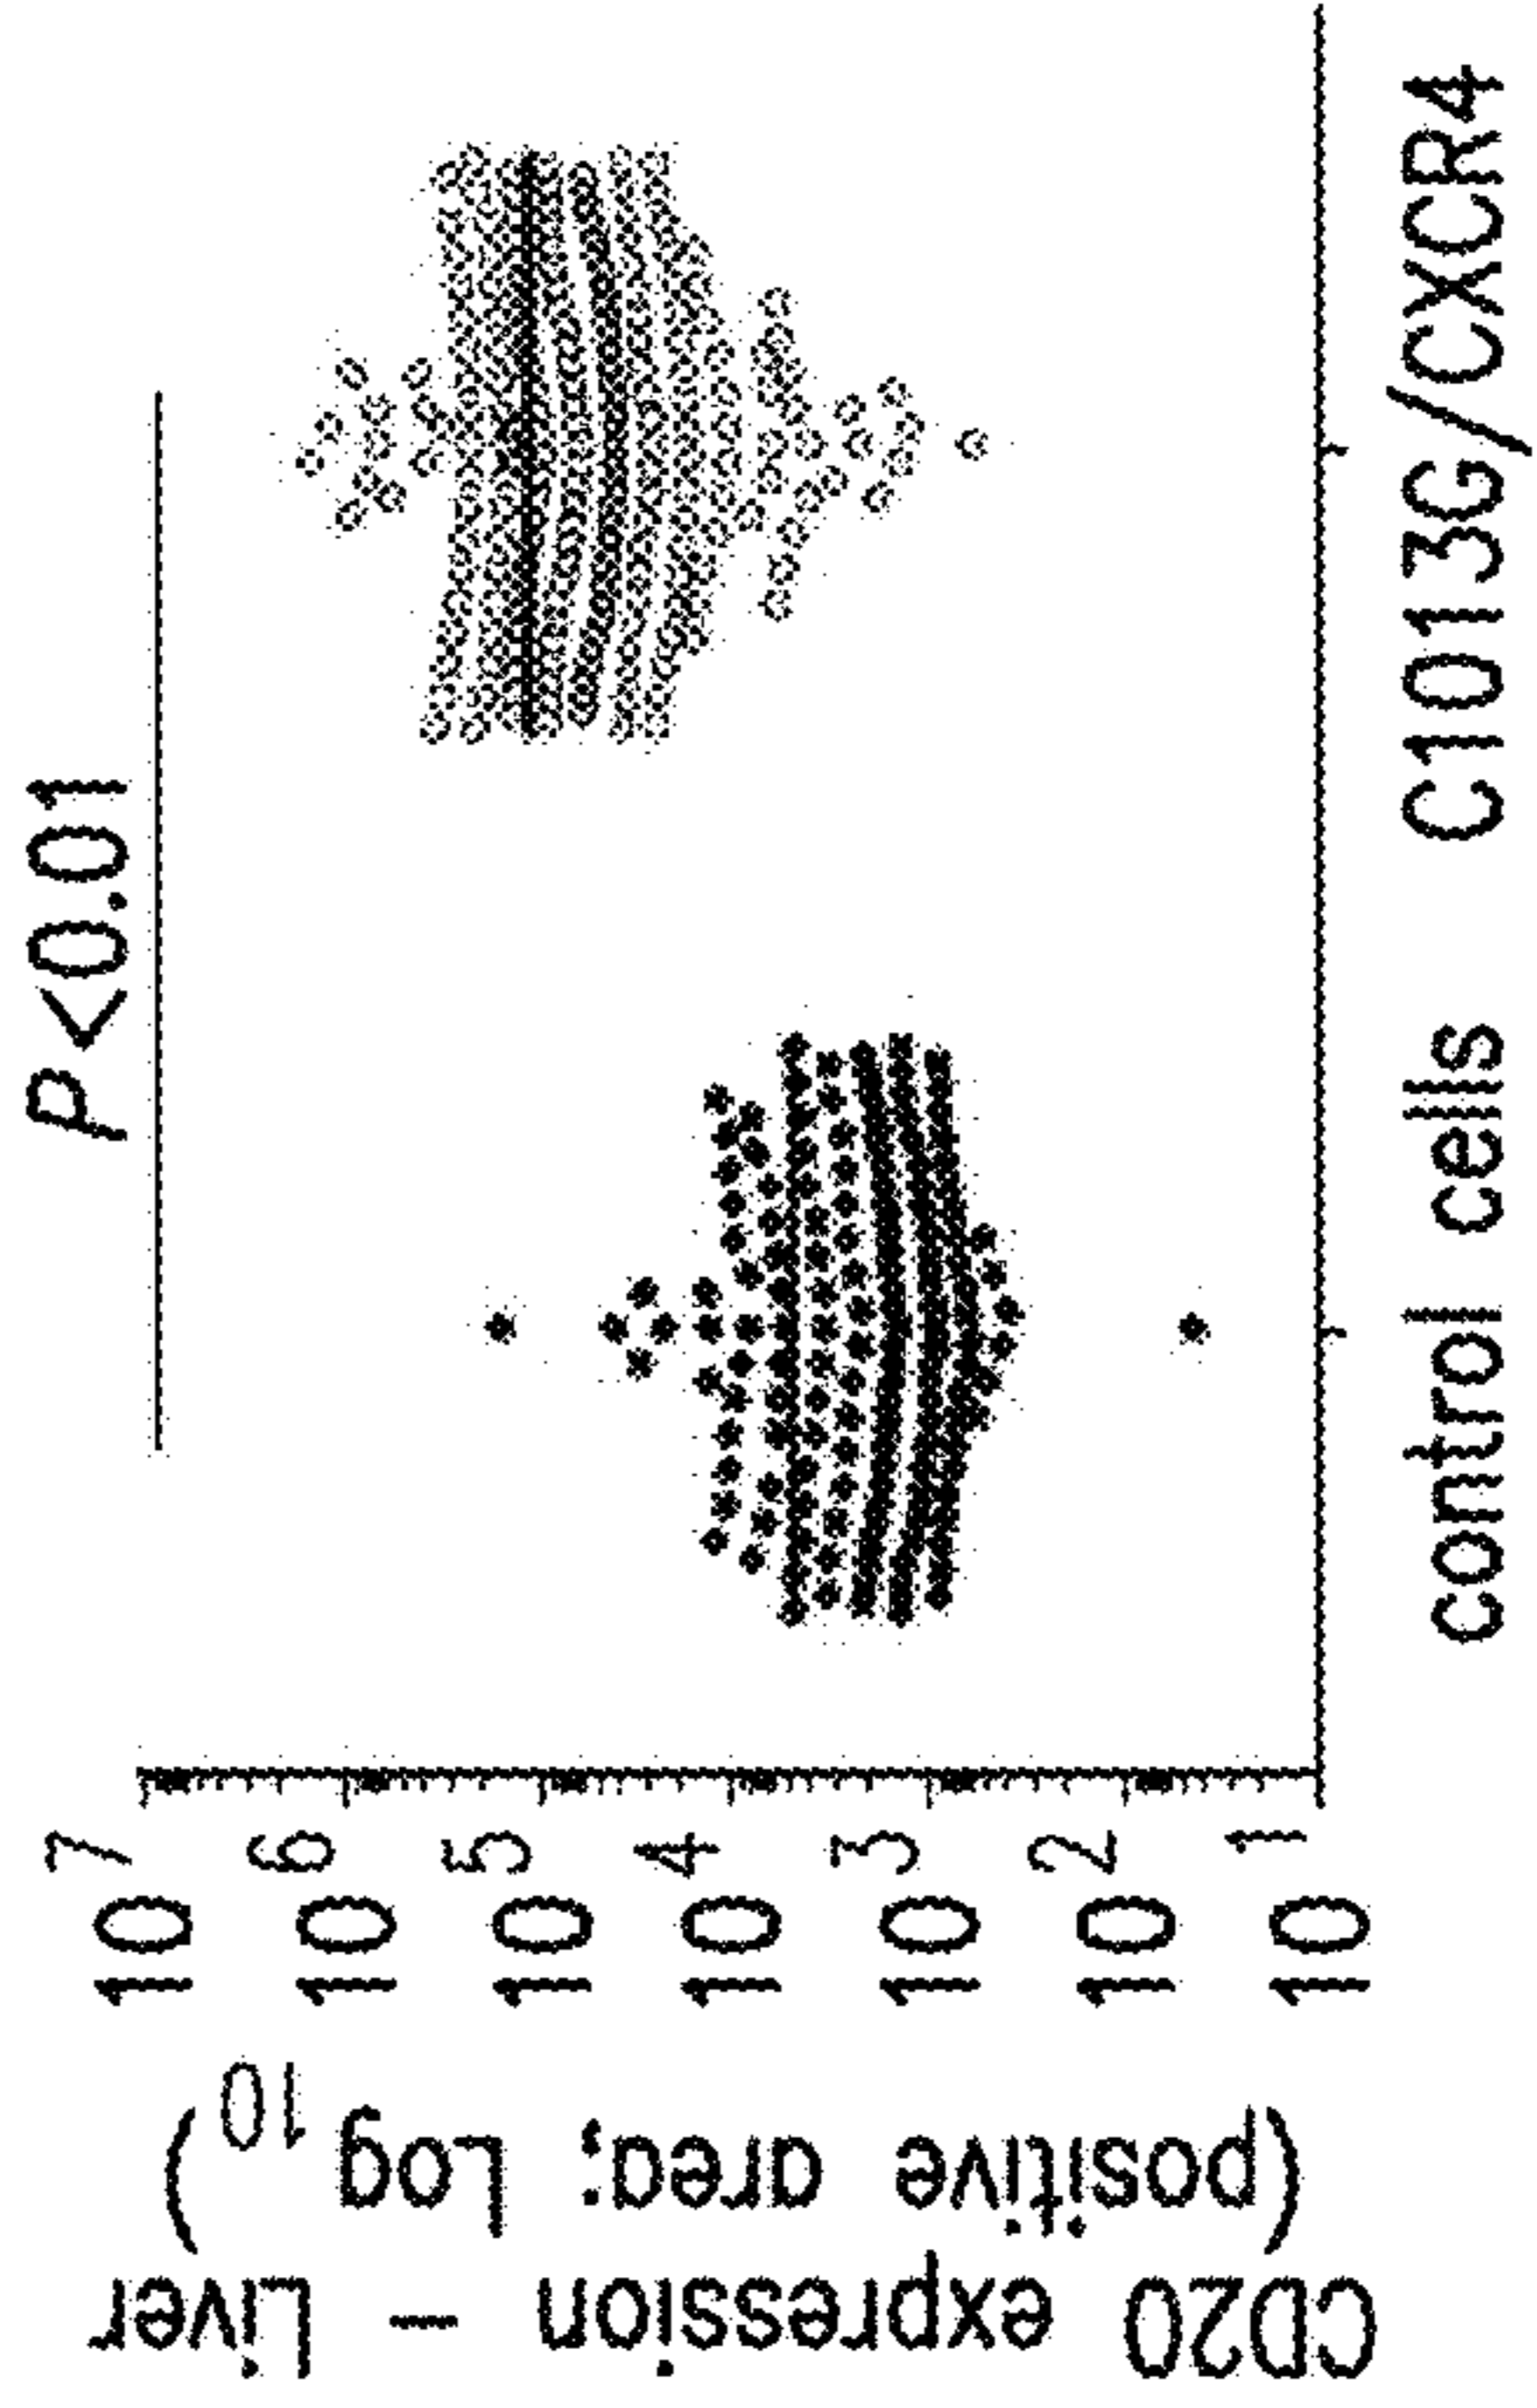 P<0.01
CD20 expression – Liver
(positive area; Log10)
10^7
10^6
10^5
10^4
10^3
10^2
10^1
control cells
C1013G/CXCR4